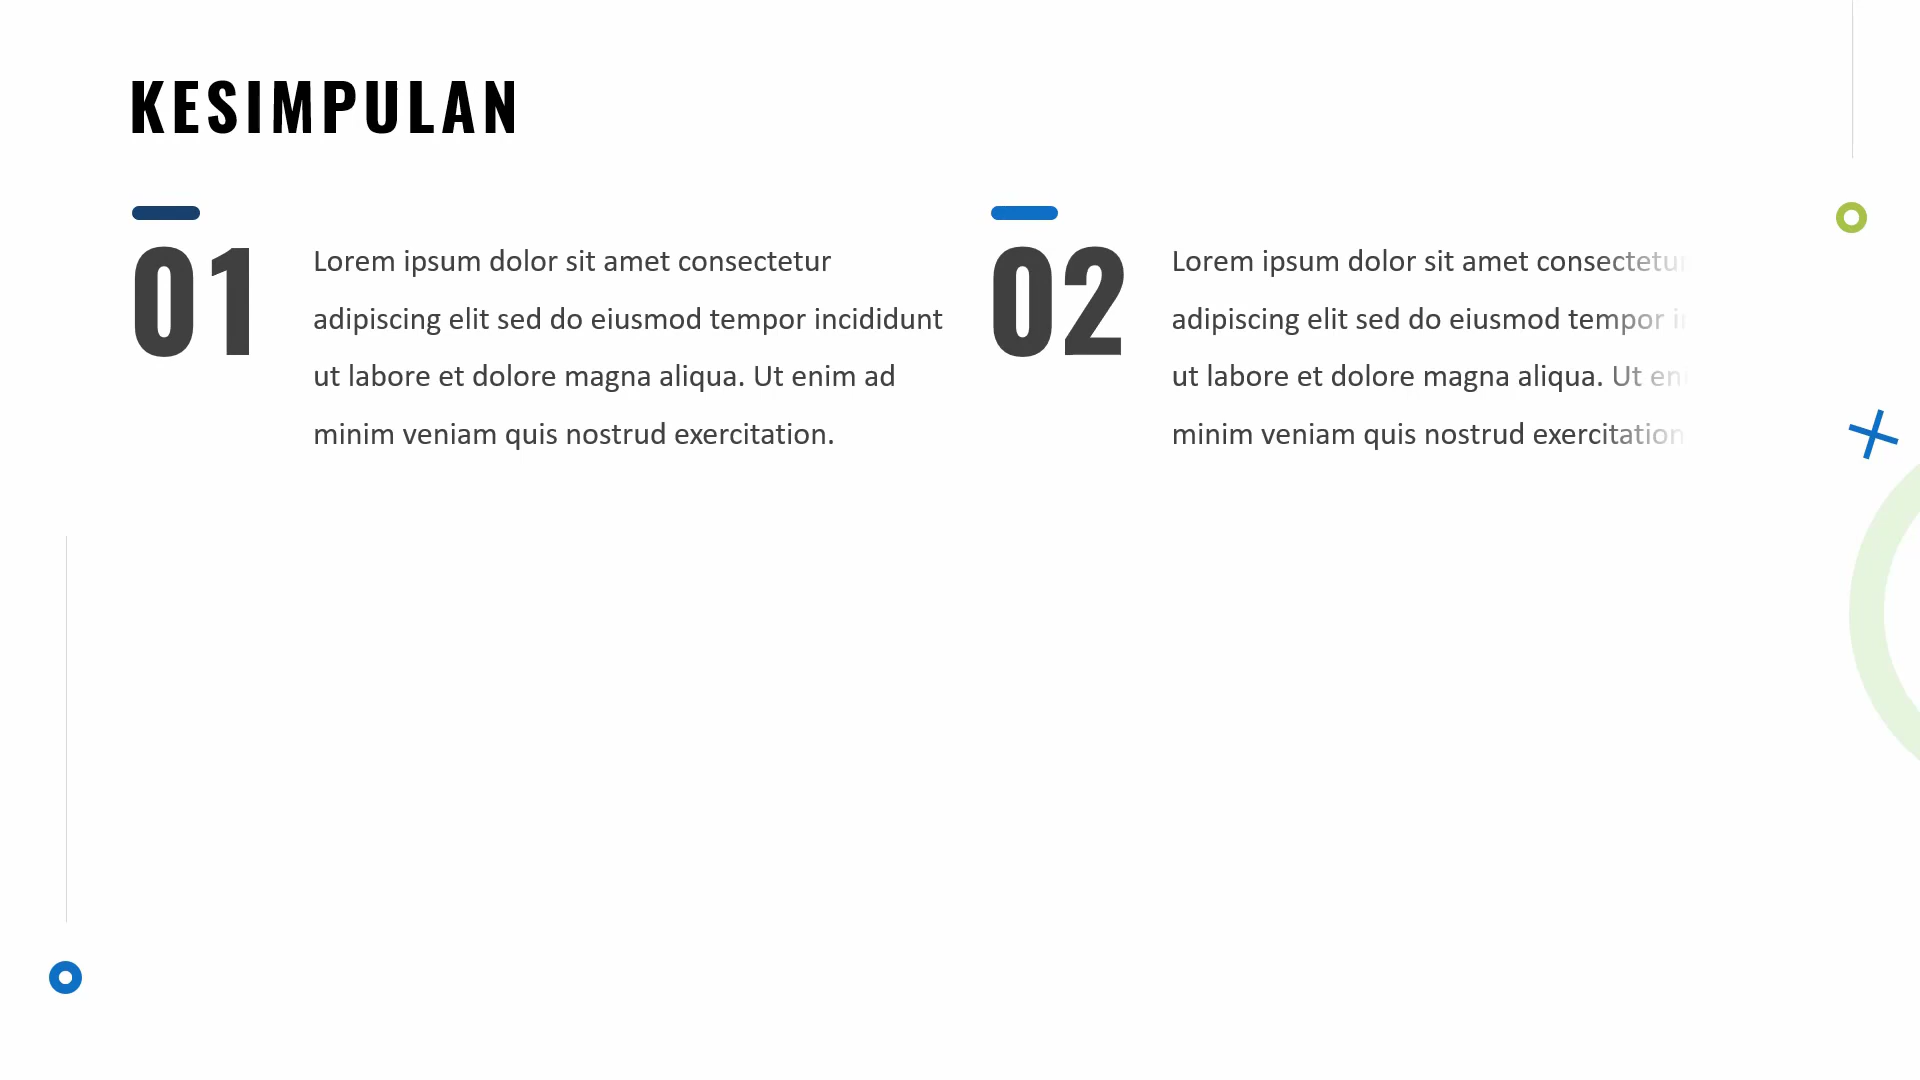 KESIMPULAN
01
Lorem ipsum dolor sit amet consectetur
adipiscing elit sed do eiusmod tempor incididunt
ut labore et dolore magna aliqua. Ut enim ad
minim veniam quis nostrud exercitation.
02
Lorem ipsum dolor sit amet consectetur
adipiscing elit sed do eiusmod tempor
ut labore et dolore magna aliqua. Ut
minim veniam quis nostrud exercitation